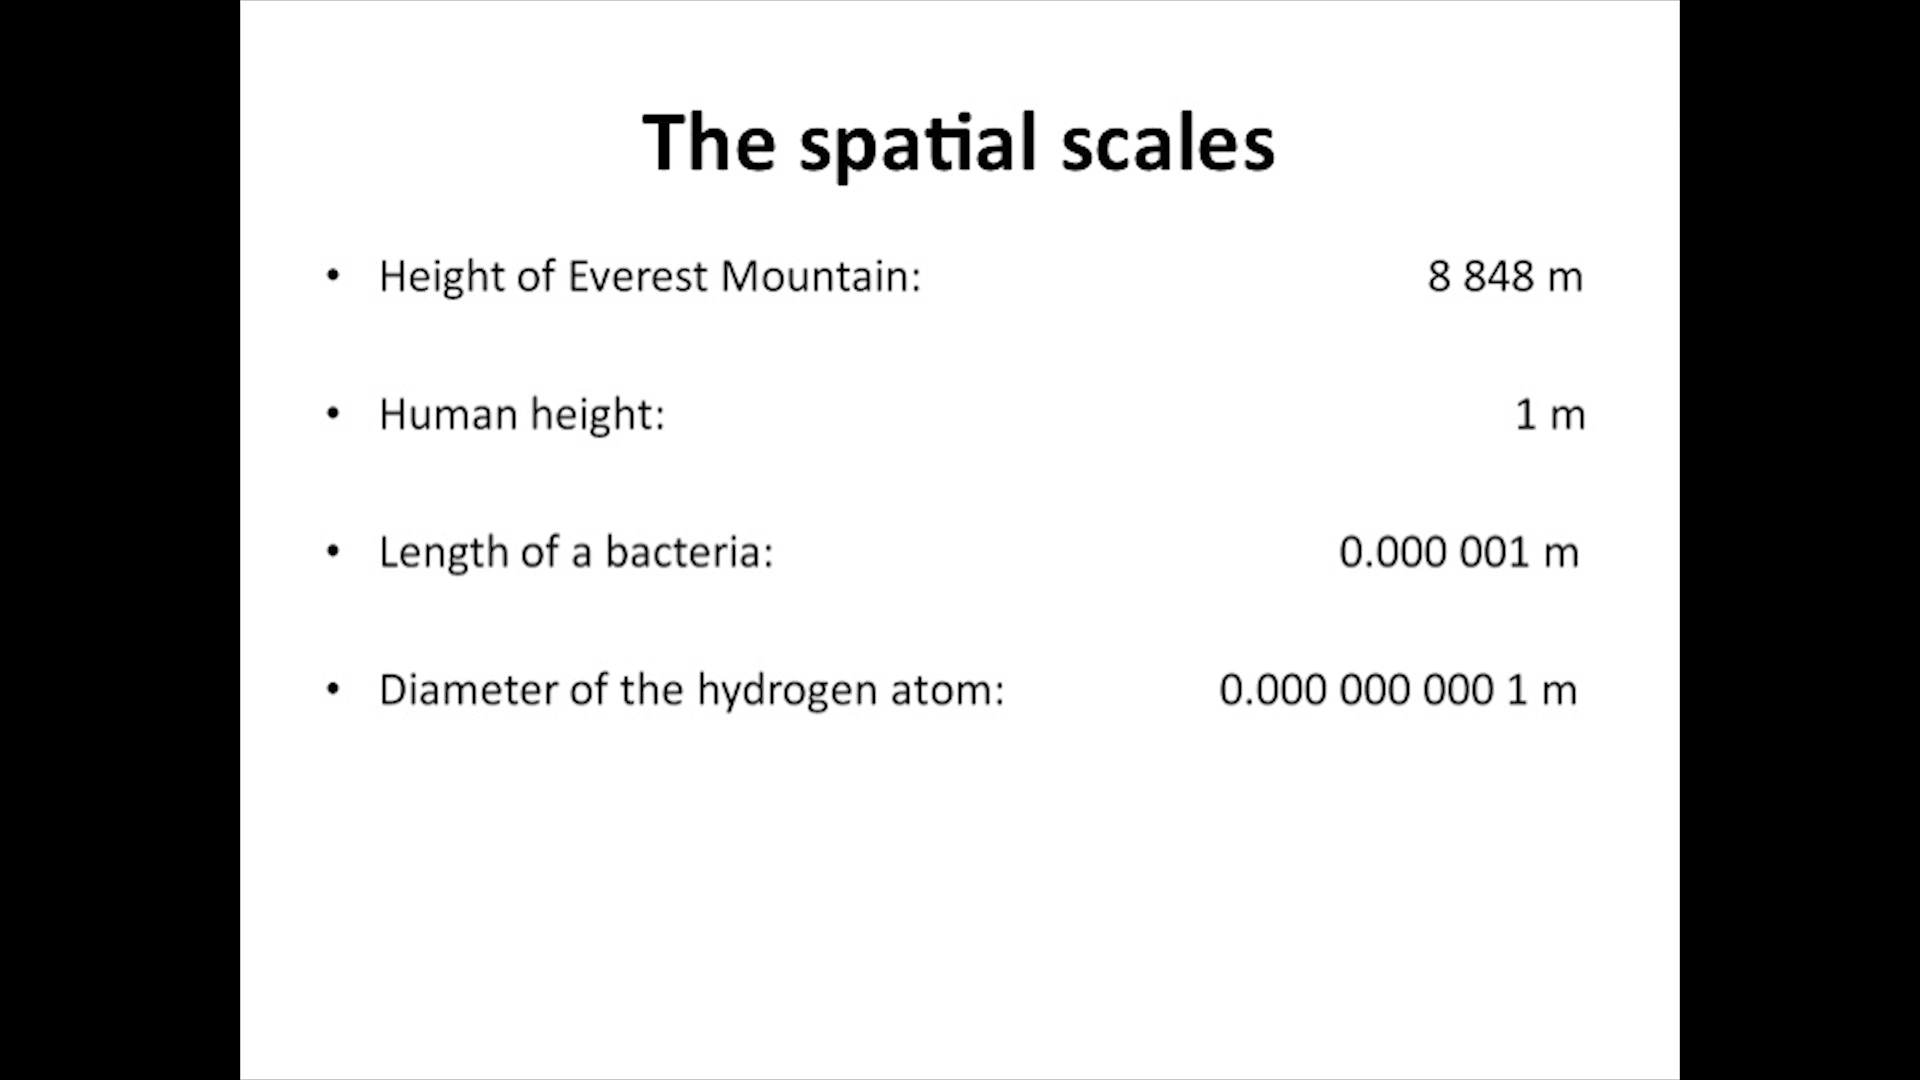 The spatial scales
• Height of Everest Mountain: 8 848 m
• Human height: 1 m
• Length of a bacteria: 0.000 001 m
• Diameter of the hydrogen atom: 0.000 000 000 1 m